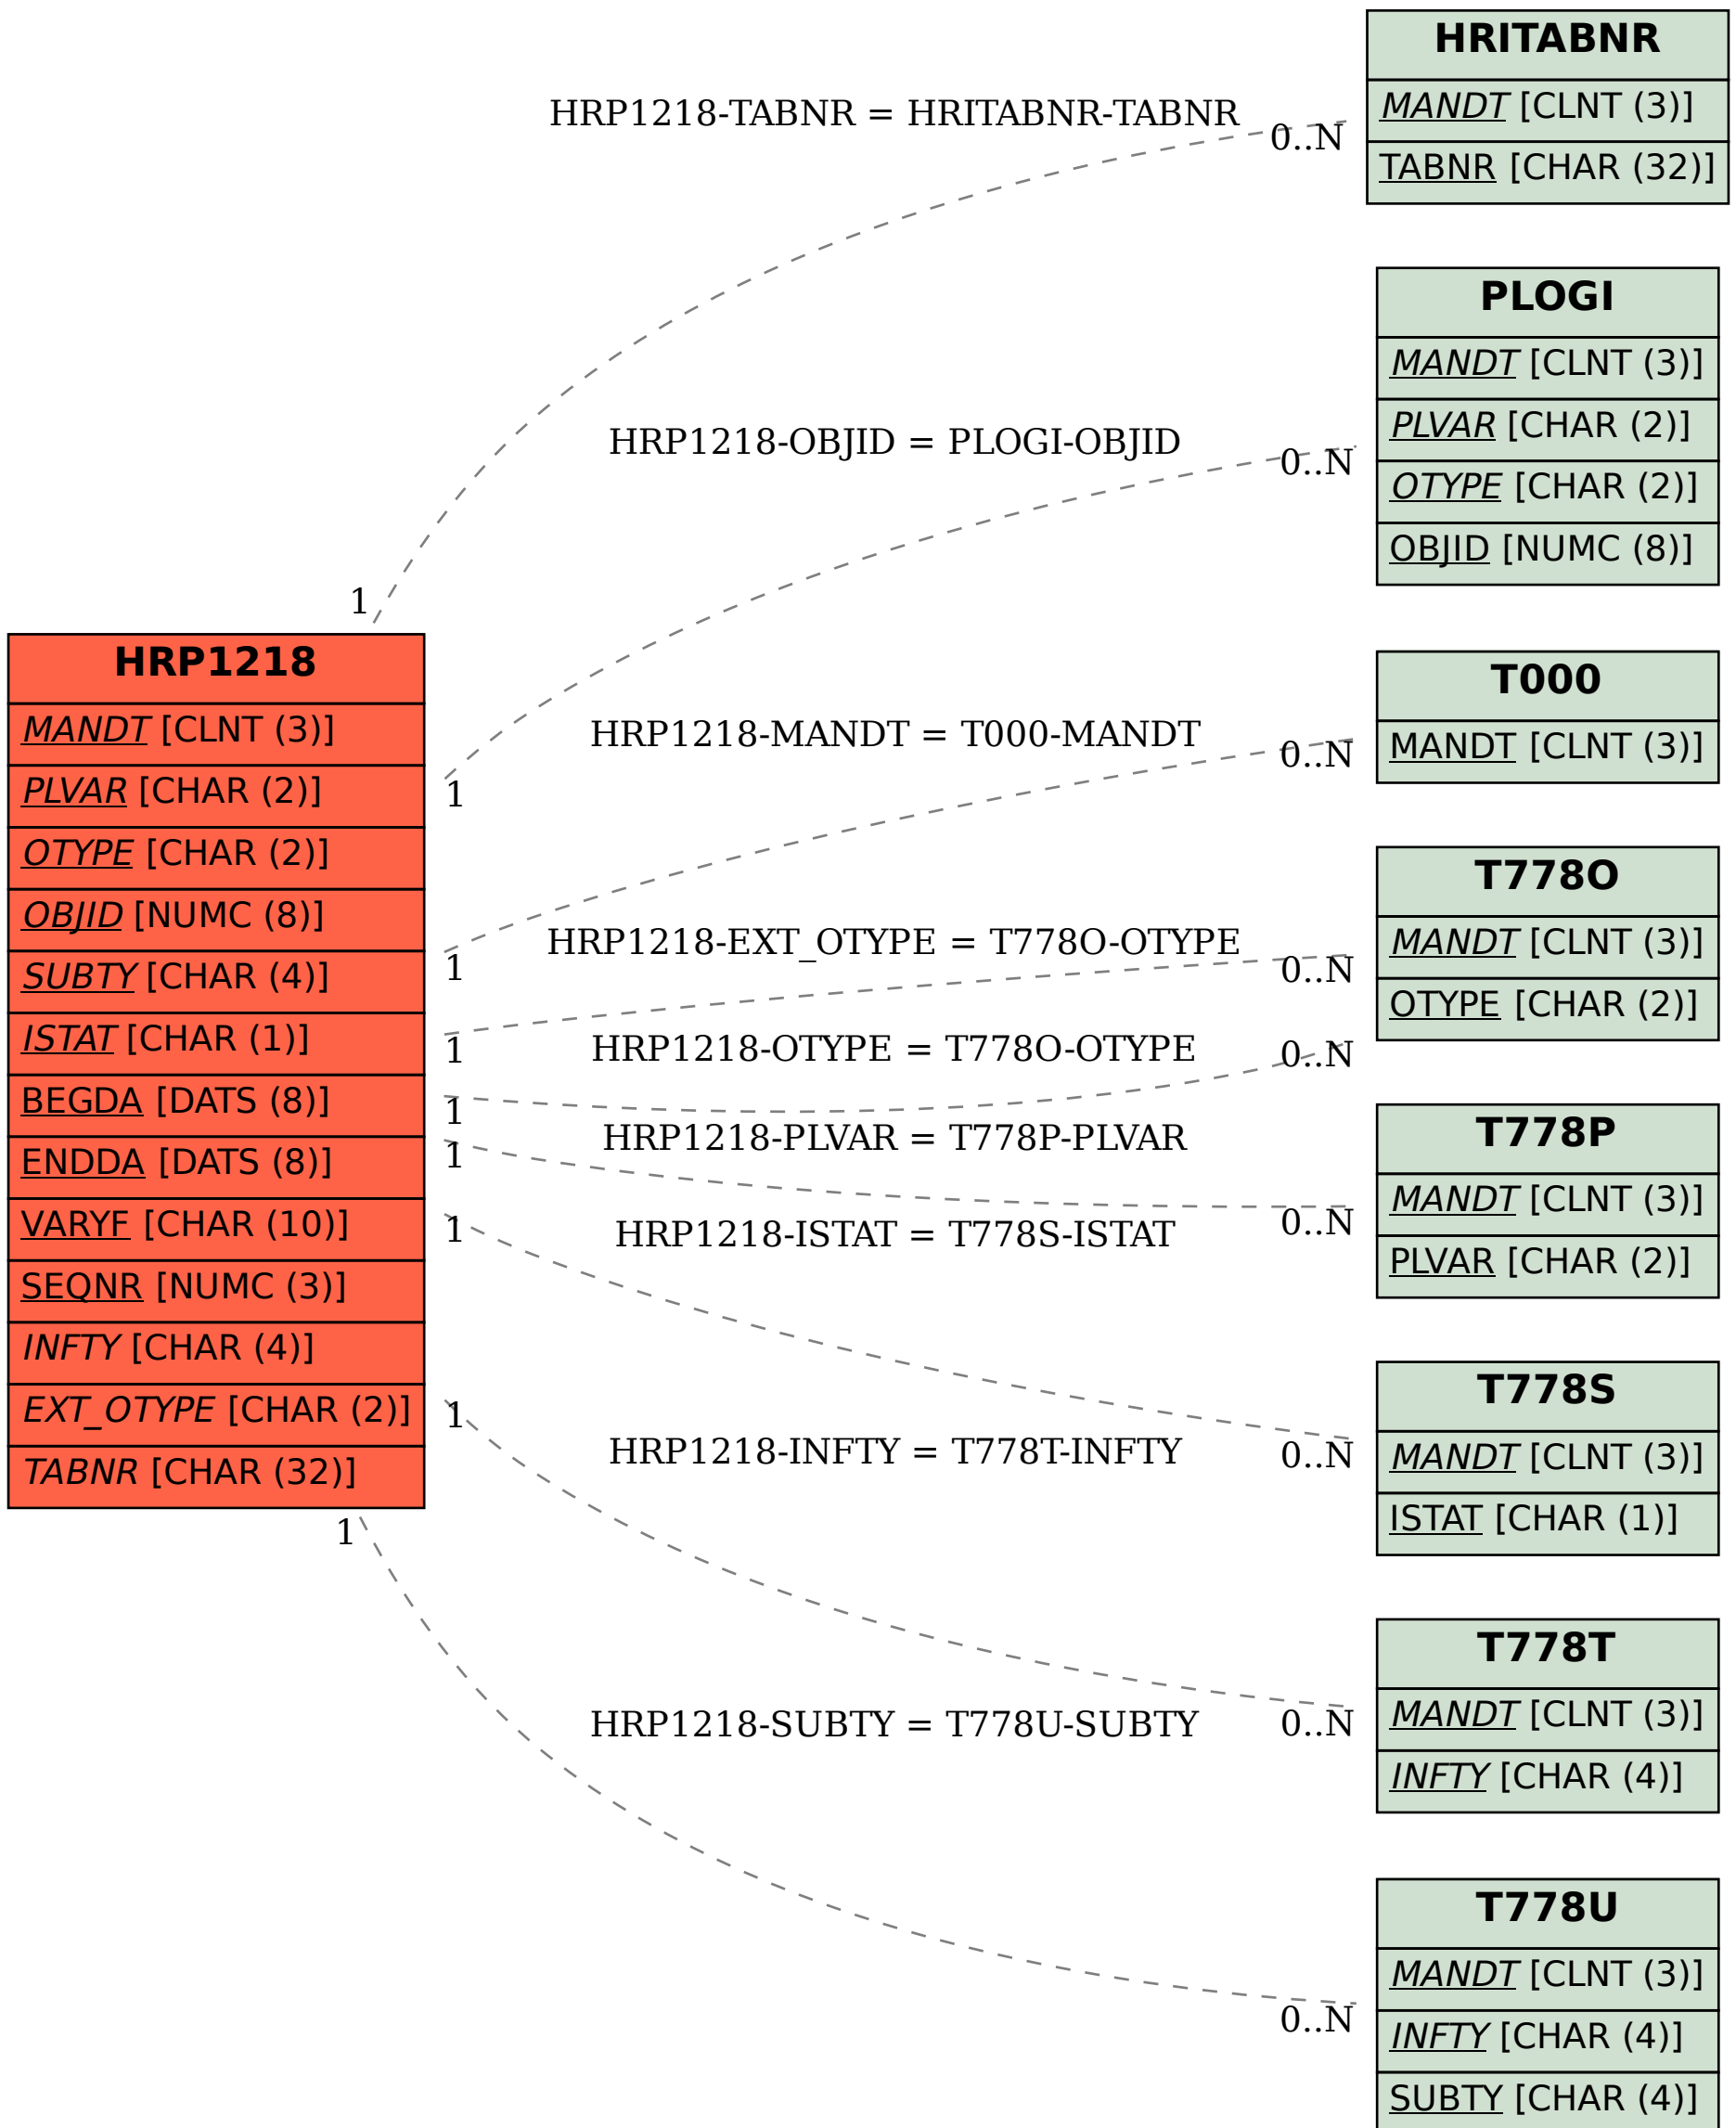 HRITABNR
MANDT [CLNT (3)]
TABNR [CHAR (32)]
HRP1218-TABNR = HRITABNR-TABNR
0..N
1
PLOGI
MANDT [CLNT (3)]
PLVAR [CHAR (2)]
OTYPE [CHAR (2)]
OBJID [NUMC (8)]
HRP1218-OBJID = PLOGI-OBJID
0..N
1
HRP1218
MANDT [CLNT (3)]
PLVAR [CHAR (2)]
OTYPE [CHAR (2)]
OBJID [NUMC (8)]
SUBTY [CHAR (4)]
ISTAT [CHAR (1)]
BEGDA [DATS (8)]
ENDDA [DATS (8)]
VARYF [CHAR (10)]
SEQNR [NUMC (3)]
INFTY [CHAR (4)]
EXT_OTYPE [CHAR (2)]
TABNR [CHAR (32)]
T000
MANDT [CLNT (3)]
HRP1218-MANDT = T000-MANDT
0..N
1
T778O
MANDT [CLNT (3)]
OTYPE [CHAR (2)]
HRP1218-EXT_OTYPE = T778O-OTYPE
0..N
1
HRP1218-OTYPE = T778O-OTYPE
0..N
1
T778P
MANDT [CLNT (3)]
PLVAR [CHAR (2)]
HRP1218-PLVAR = T778P-PLVAR
0..N
1
T778S
MANDT [CLNT (3)]
ISTAT [CHAR (1)]
HRP1218-ISTAT = T778S-ISTAT
0..N
1
T778T
MANDT [CLNT (3)]
INFTY [CHAR (4)]
HRP1218-INFTY = T778T-INFTY
0..N
1
T778U
MANDT [CLNT (3)]
INFTY [CHAR (4)]
SUBTY [CHAR (4)]
HRP1218-SUBTY = T778U-SUBTY
0..N
1